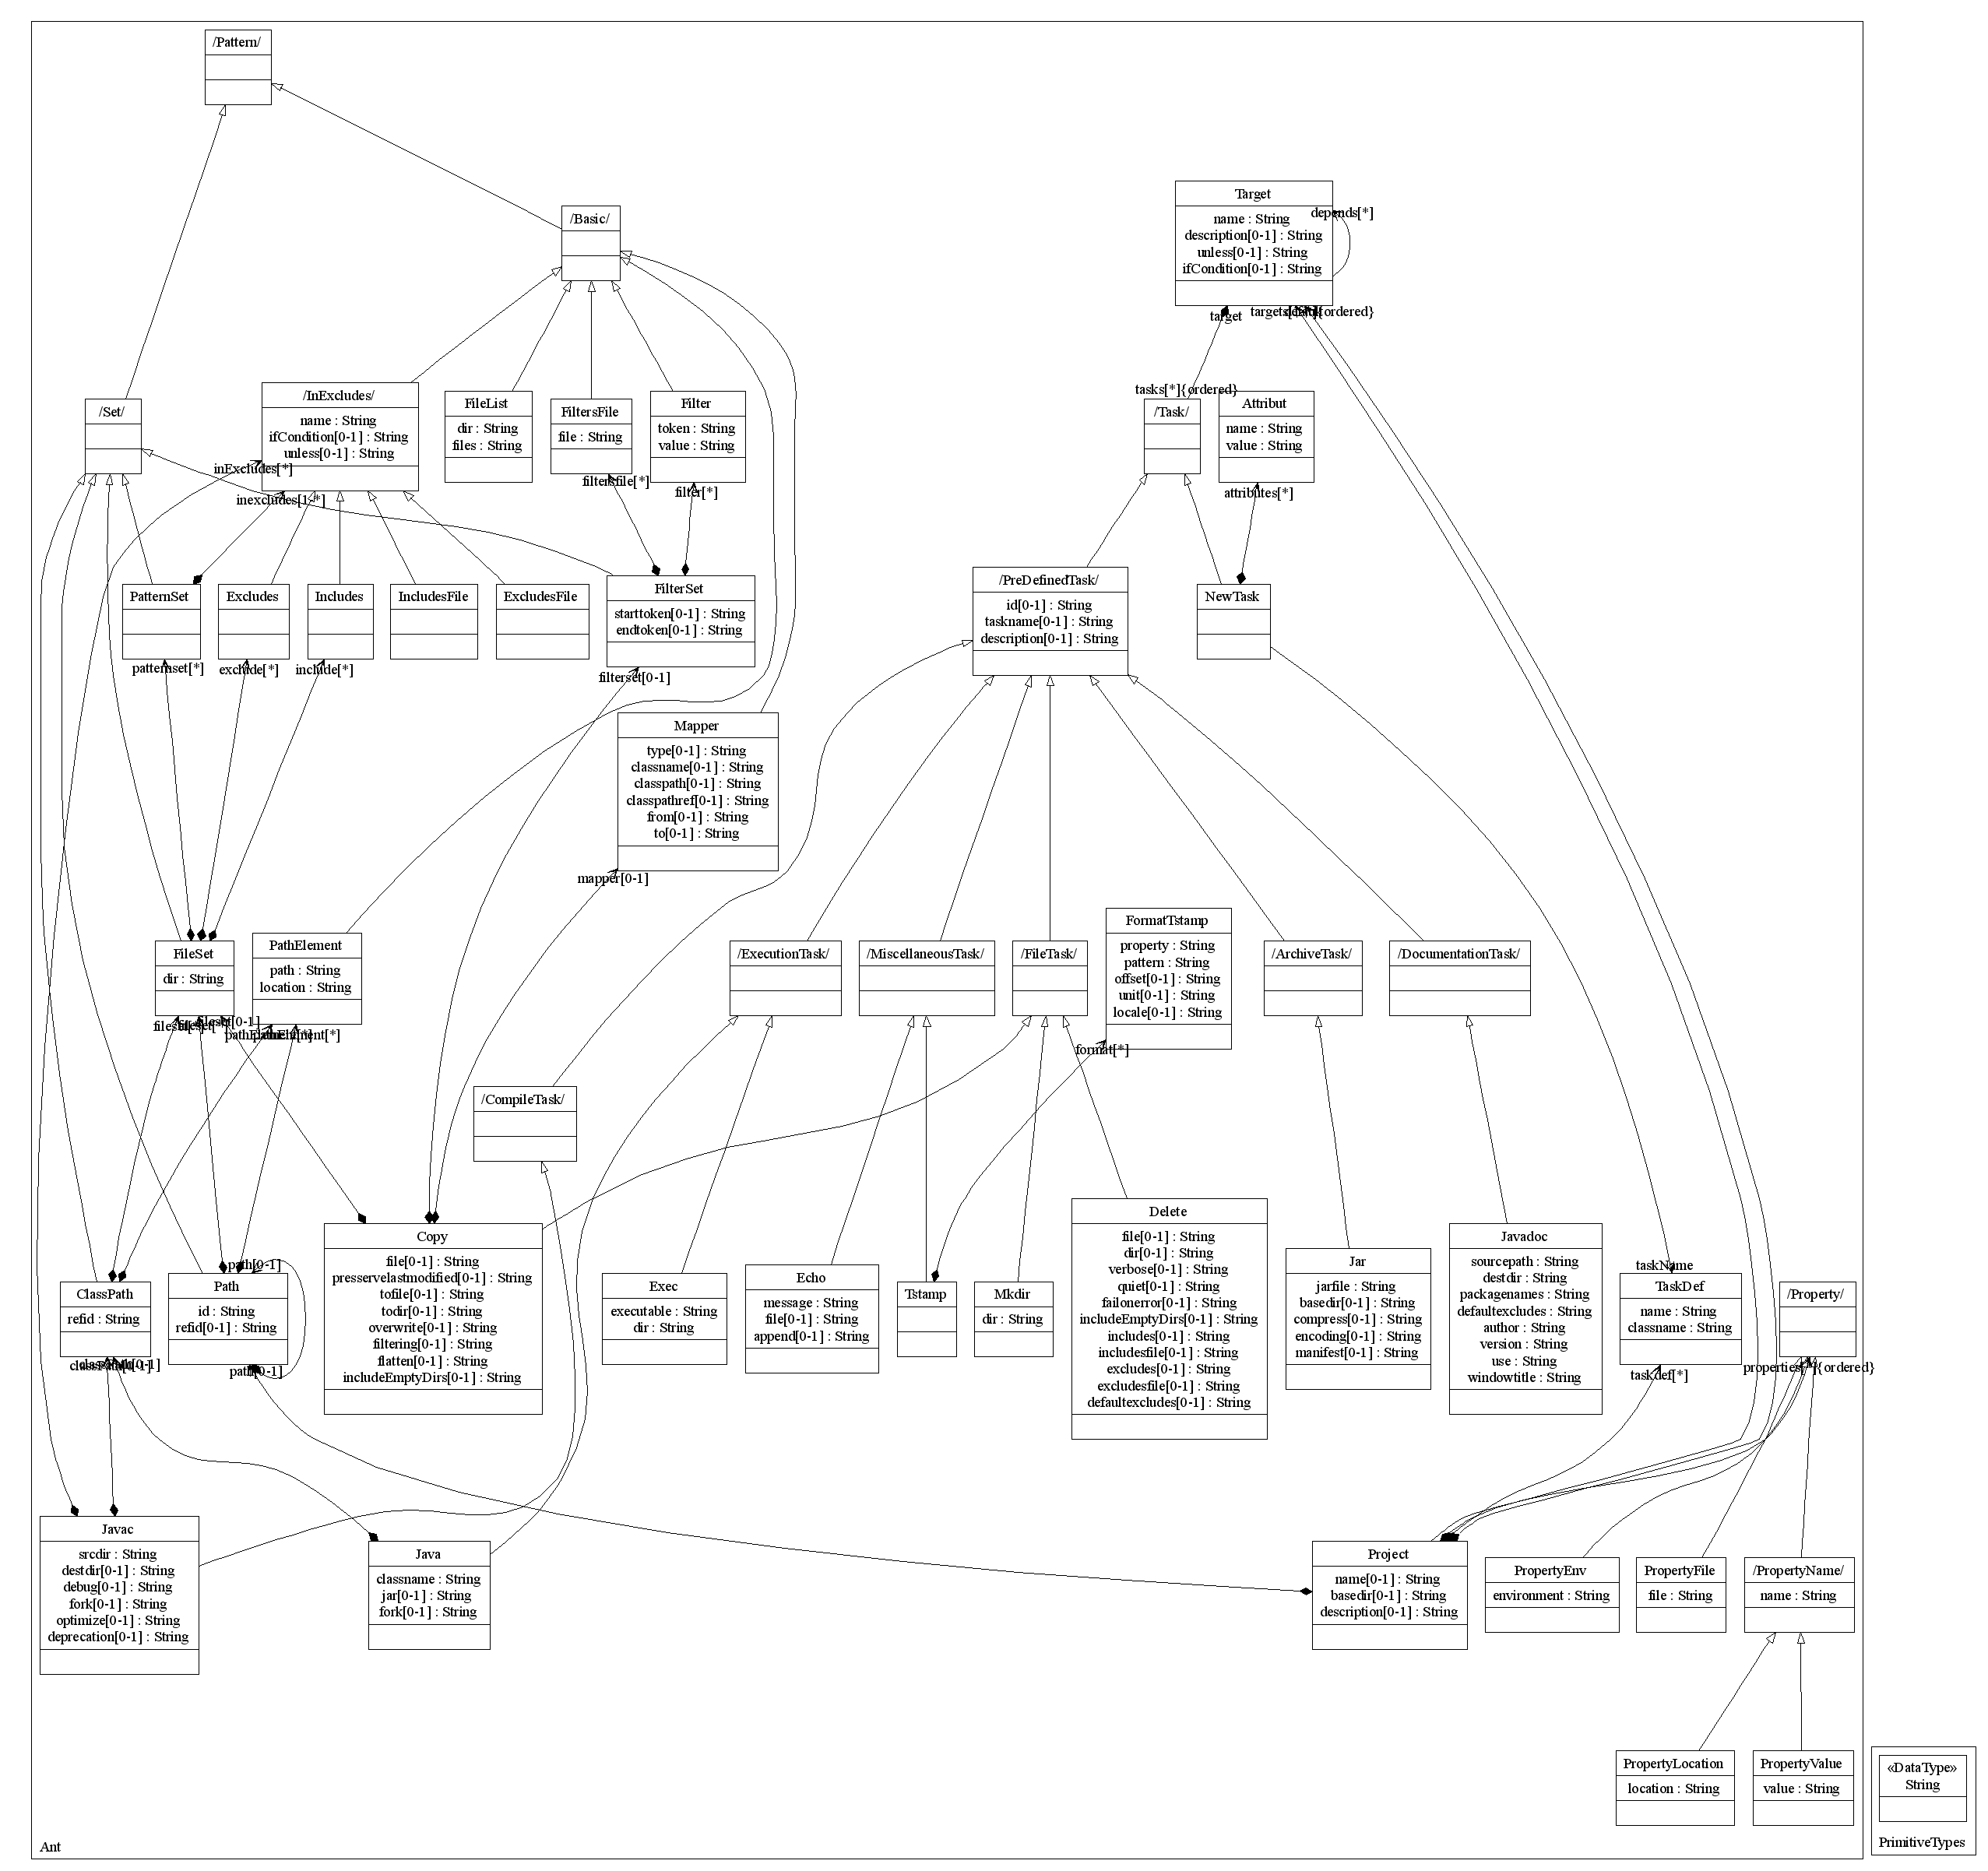 /Pattern/
/Basic/
Target
name : String
description[0-1] : String
unless[0-1] : String
ifCondition[0-1] : String
depends[*]
target
tasks[*]{ordered}
/Set/
/InExcludes/
name : String
ifCondition[0-1] : String
unless[0-1] : String
inExcludes[*]
FileList
dir : String
files : String
FiltersFile
file : String
filtersfile[*]
Filter
token : String
value : String
filter[*]
/Task/
Attribut
name : String
value : String
attributes[*]
PatternSet
patternset[*]
Excludes
exclude[*]
Includes
include[*]
IncludesFile
ExcludesFile
FilterSet
starttoken[0-1] : String
endtoken[0-1] : String
filterset[0-1]
/PreDefinedTask/
id[0-1] : String
taskname[0-1] : String
description[0-1] : String
NewTask
Mapper
type[0-1] : String
classname[0-1] : String
classpath[0-1] : String
classpathref[0-1] : String
from[0-1] : String
to[0-1] : String
mapper[0-1]
FileSet
dir : String
PathElement
path : String
location : String
/ExecutionTask/
/MiscellaneousTask/
/FileTask/
FormatTstamp
property : String
pattern : String
offset[0-1] : String
unit[0-1] : String
locale[0-1] : String
format[*]
/ArchiveTask/
/DocumentationTask/
/CompileTask/
ClassPath
refid : String
path[0-1]
Path
id : String
refid[0-1] : String
path[0-1]
Copy
file[0-1] : String
presservelastmodified[0-1] : String
tofile[0-1] : String
todir[0-1] : String
overwrite[0-1] : String
filtering[0-1] : String
flatten[0-1] : String
includeEmptyDirs[0-1] : String
Exec
executable : String
dir : String
Echo
message : String
file[0-1] : String
append[0-1] : String
Tstamp
Mkdir
dir : String
Delete
file[0-1] : String
dir[0-1] : String
verbose[0-1] : String
quiet[0-1] : String
failonerror[0-1] : String
includeEmptyDirs[0-1] : String
includes[0-1] : String
includesfile[0-1] : String
excludes[0-1] : String
excludesfile[0-1] : String
defaultexcludes[0-1] : String
Jar
jarfile : String
basedir[0-1] : String
compress[0-1] : String
encoding[0-1] : String
manifest[0-1] : String
Javadoc
sourcepath : String
destdir : String
packagenames : String
defaultexcludes : String
author : String
version : String
use : String
windowtitle : String
taskName
TaskDef
name : String
classname : String
taskdef[*]
/Property/
properties[*]{ordered}
Javac
srcdir : String
destdir[0-1] : String
debug[0-1] : String
fork[0-1] : String
optimize[0-1] : String
deprecation[0-1] : String
Java
classname : String
jar[0-1] : String
fork[0-1] : String
Project
name[0-1] : String
basedir[0-1] : String
description[0-1] : String
PropertyEnv
environment : String
PropertyFile
file : String
/PropertyName/
name : String
PropertyLocation
location : String
PropertyValue
value : String
«DataType»
String
PrimitiveTypes
Ant